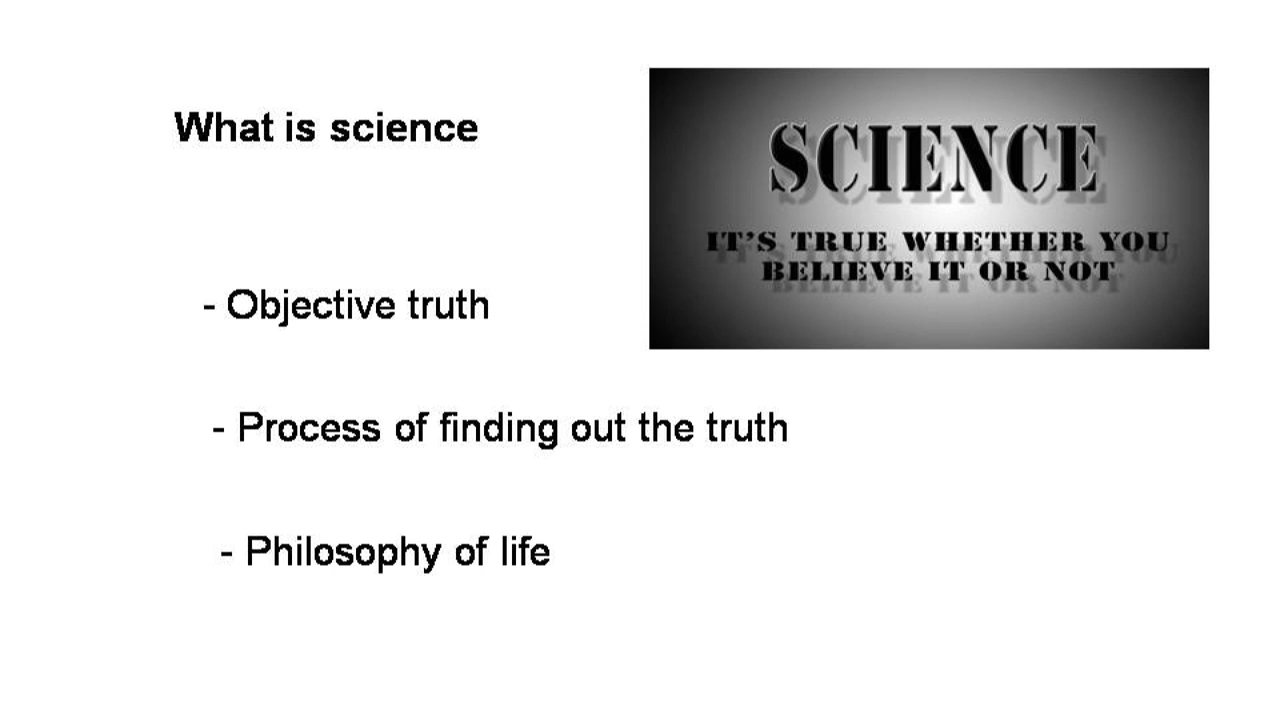 What is science
SCIENCE
IT'S TRUE WHETHER YOU
BELIEVE IT OR NOT
- Objective truth
- Process of finding out the truth
- Philosophy of life